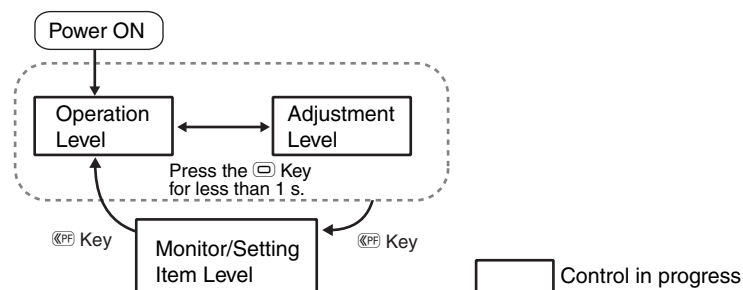 Power ON
Operation
Level
Adjustment
Level
Press the Key
for less than 1 s.
PF Key
PF Key
Monitor/Setting
Item Level
Control in progress